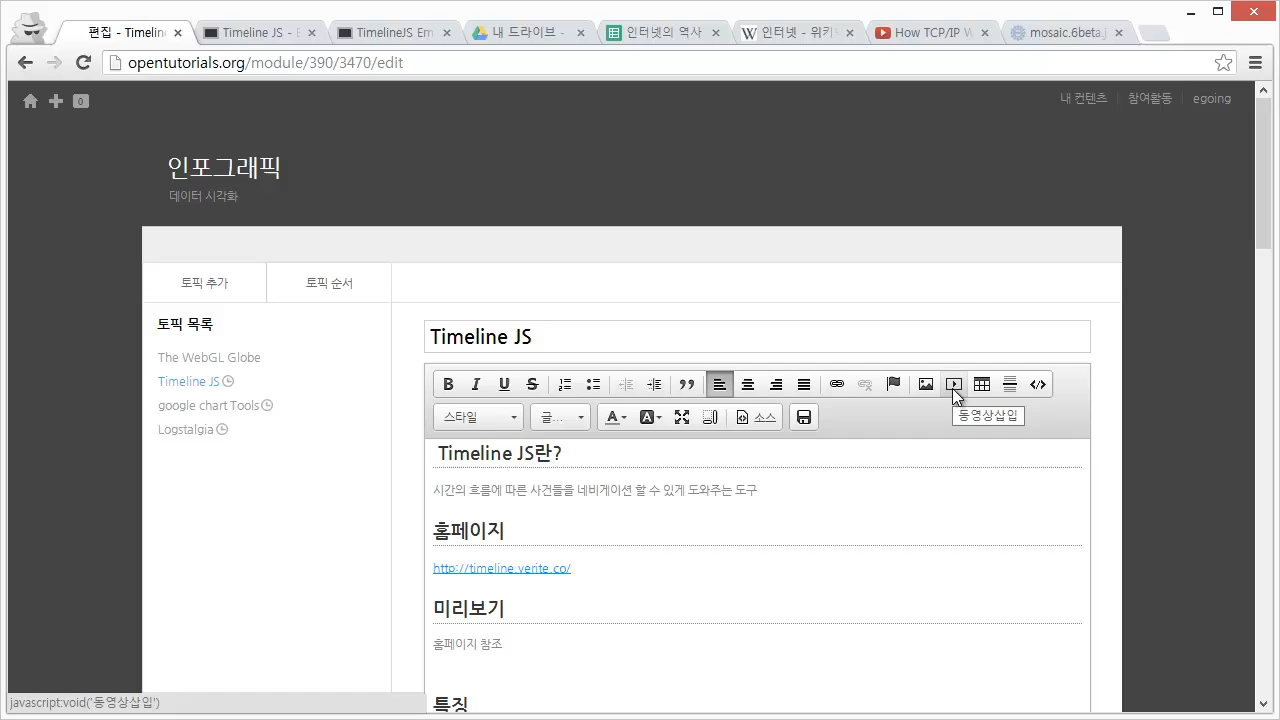 편집 - Timelin
Timeline JS - E
TimelineJS Em
내 드라이브 -
인터넷의 역사
인터넷 - 위키
How TCP/IP W
mosaic.6beta.j
opentutorials.org/module/390/3470/edit
0
내 컨텐츠
참여활동
egoing
인포그래픽
데이터 시각화
토픽 추가
토픽 순서
토픽 목록
The WebGL Globe
Timeline JS
google chart Tools
Logstalgia
Timeline JS
B I U S
스타일
글...
A
A
소스
동영상삽입
Timeline JS란?
시간의 흐름에 따른 사건들을 네비게이션 할 수 있게 도와주는 도구
홈페이지
http://timeline.verite.co/
미리보기
홈페이지 참조
특징
javascript:void('동영상삽입')